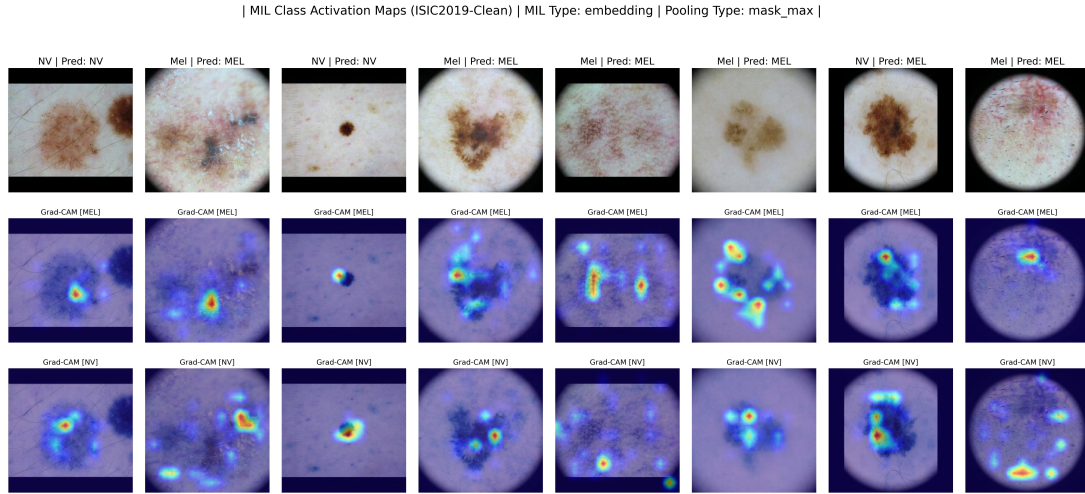 | MIL Class Activation Maps (ISIC2019-Clean) | MIL Type: embedding | Pooling Type: mask_max |
NV | Pred: NV
Mel | Pred: MEL
NV | Pred: NV
Mel | Pred: MEL
Mel | Pred: MEL
Mel | Pred: MEL
NV | Pred: MEL
Mel | Pred: MEL
Grad-CAM [MEL]
Grad-CAM [MEL]
Grad-CAM [MEL]
Grad-CAM [MEL]
Grad-CAM [MEL]
Grad-CAM [MEL]
Grad-CAM [MEL]
Grad-CAM [MEL]
Grad-CAM [NV]
Grad-CAM [NV]
Grad-CAM [NV]
Grad-CAM [NV]
Grad-CAM [NV]
Grad-CAM [NV]
Grad-CAM [NV]
Grad-CAM [NV]